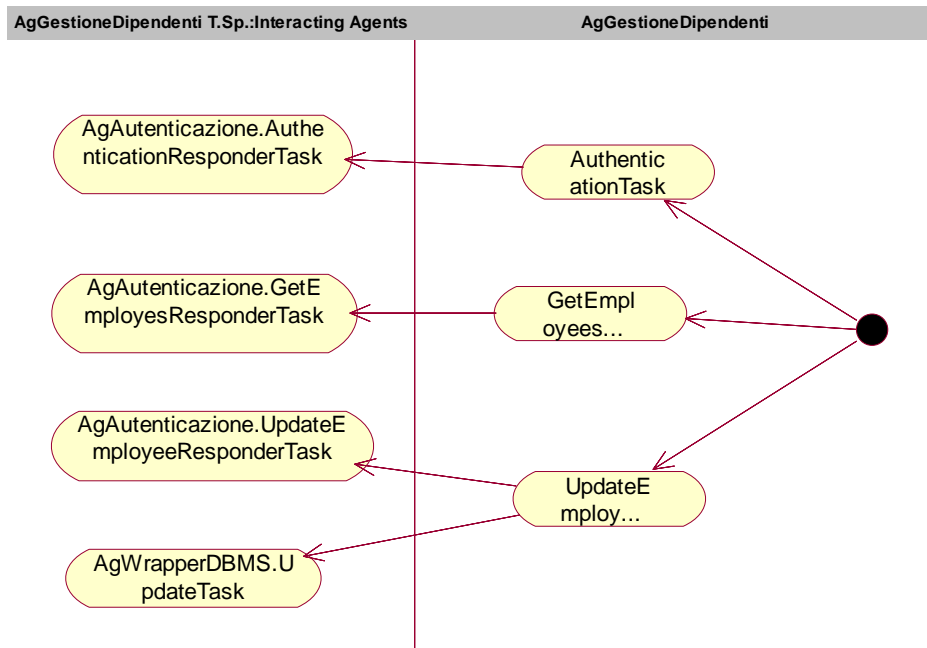 AgGestioneDipendenti T.Sp.:Interacting Agents
AgGestioneDipendenti
AgAutenticazione.Authe
nticationResponderTask
Authentic
ationTask
AgAutenticazione.GetE
mployesResponderTask
GetEmpl
oyees...
AgAutenticazione.UpdateE
mployeeResponderTask
UpdateE
mploy...
AgWrapperDBMS.U
pdateTask